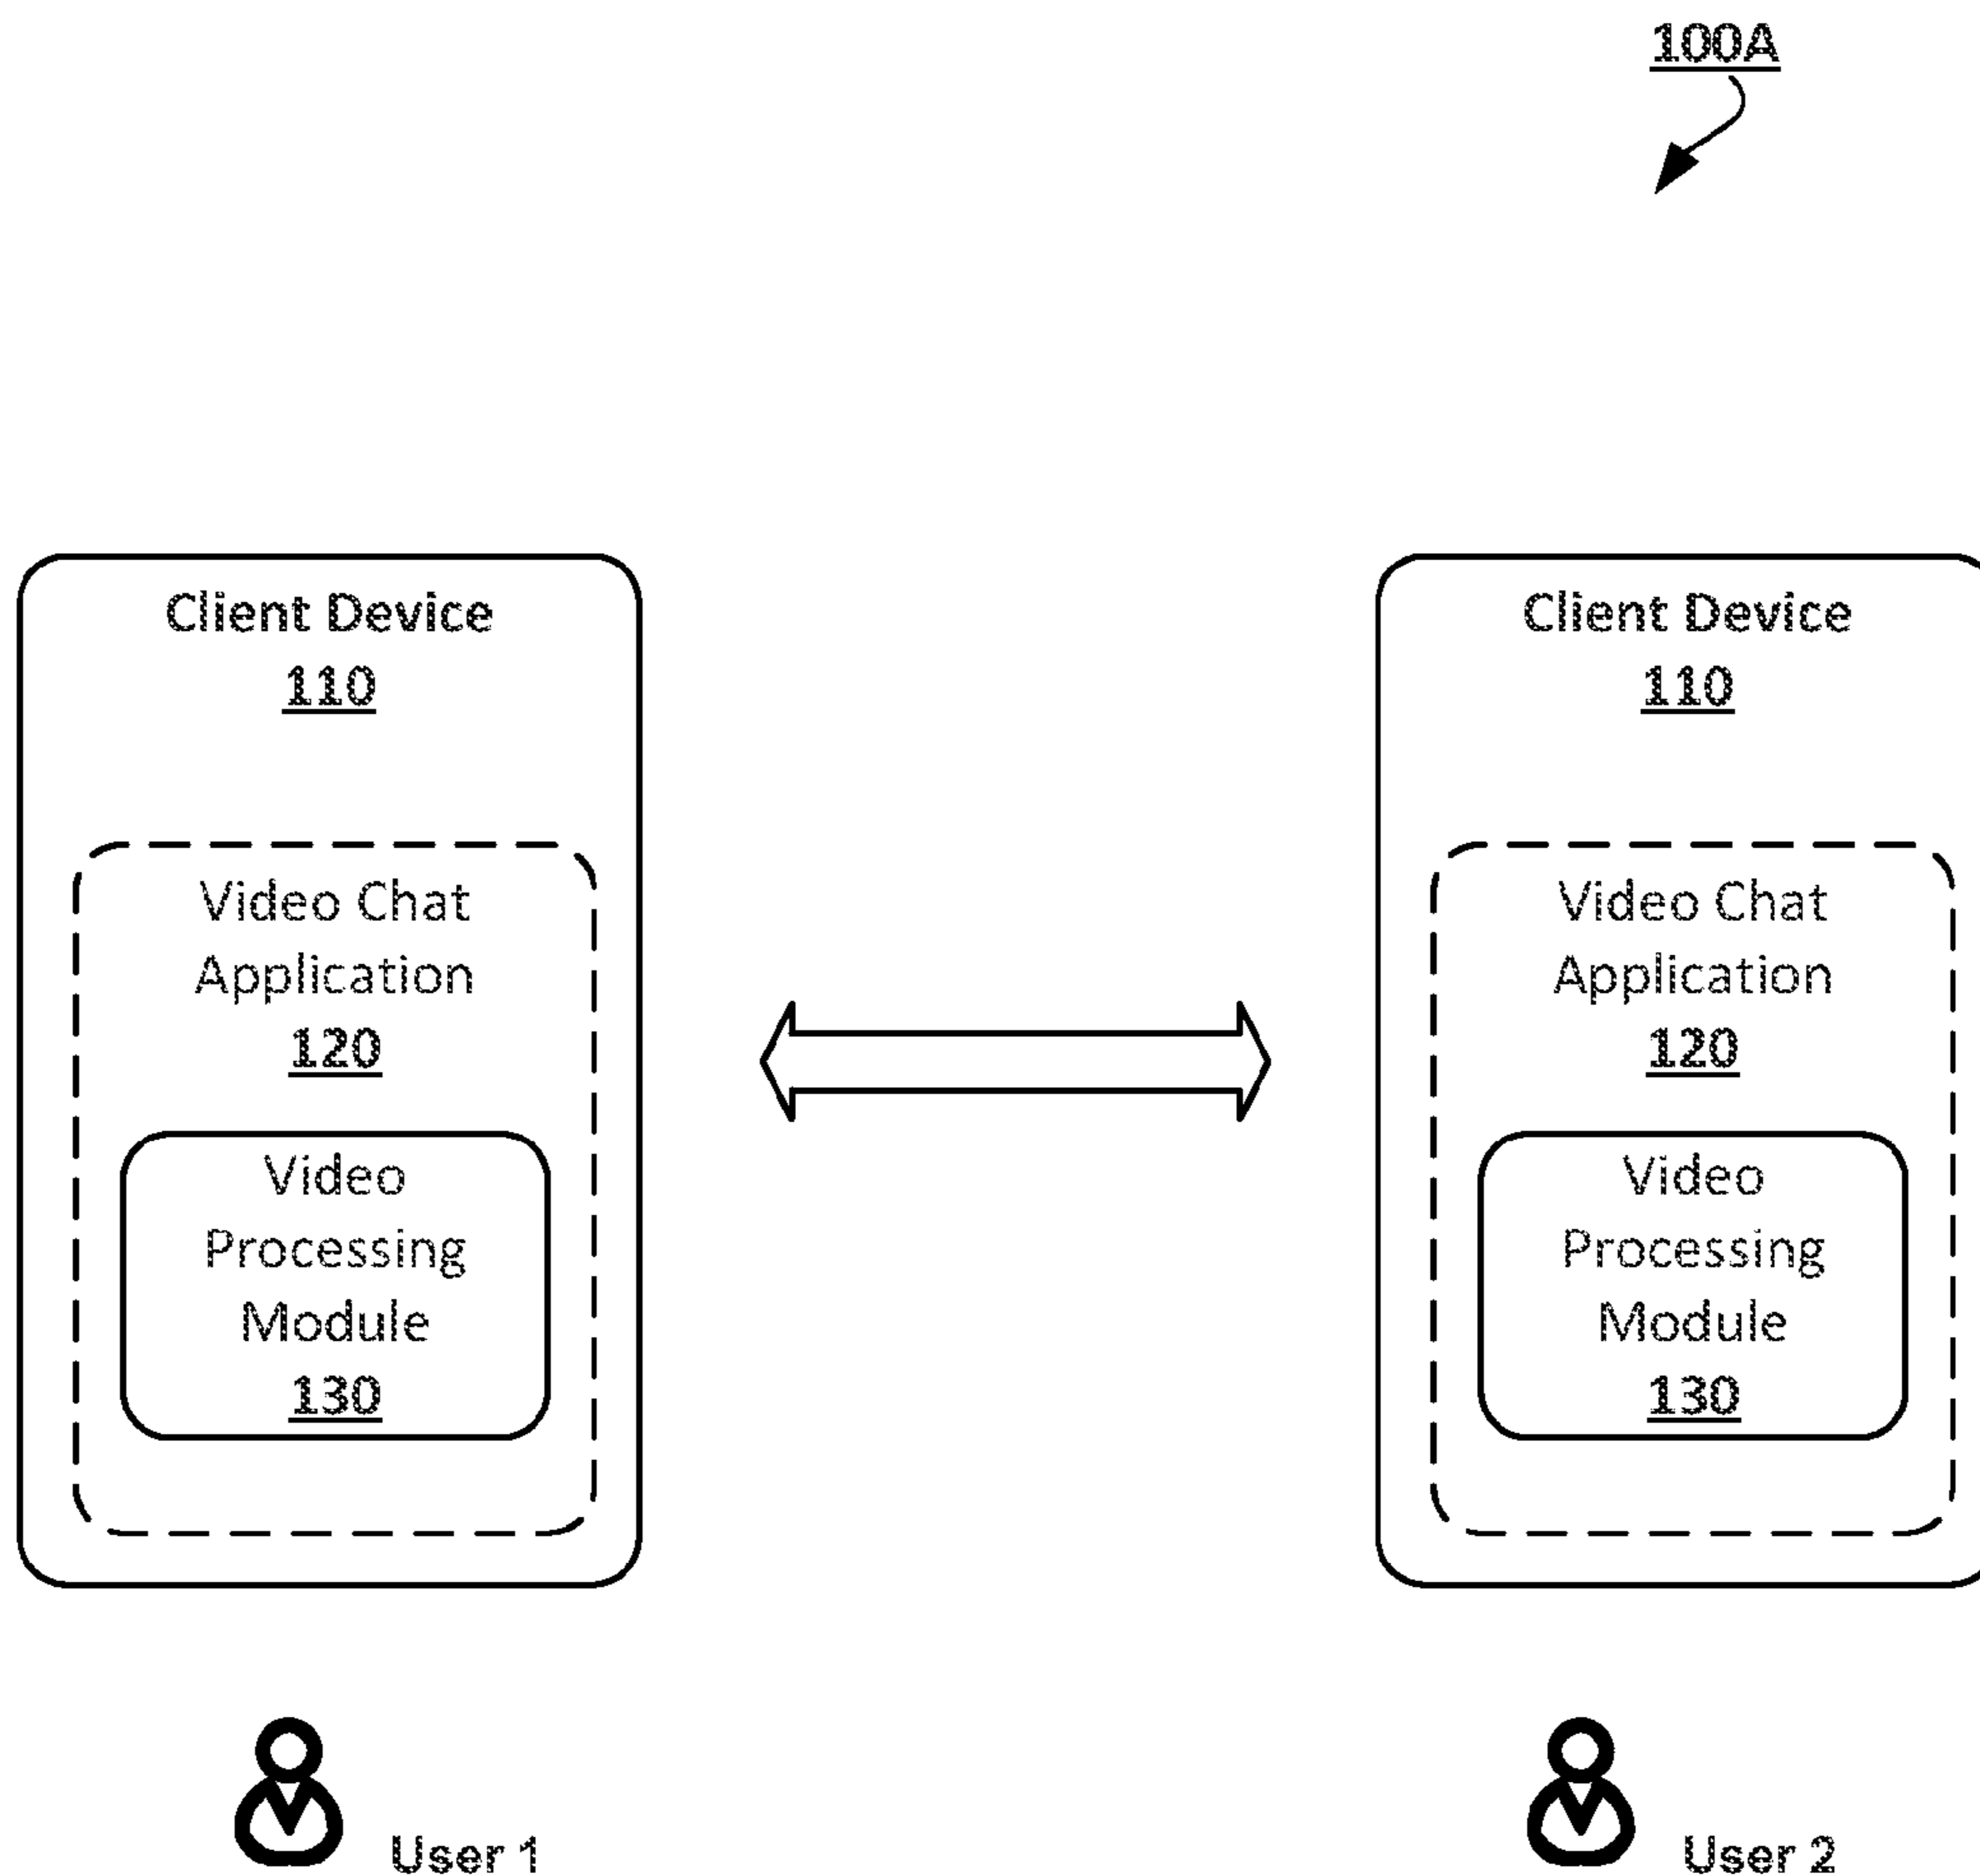 100A
Client Device
110
Video Chat
Application
120
Video
Processing
Module
130
User 1
Client Device
110
Video Chat
Application
120
Video
Processing
Module
130
User 2